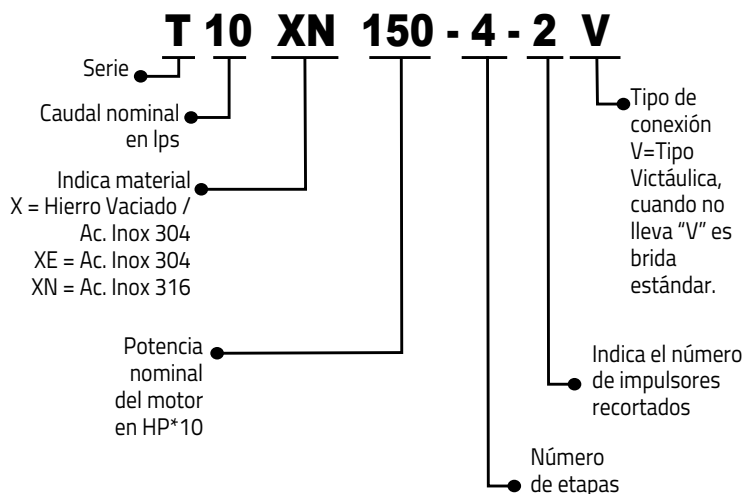 T 10 XN 150 - 4 - 2 V
Serie
Caudal nominal
en lps
Indica material
X = Hierro Vaciado /
Ac. Inox 304
XE = Ac. Inox 304
XN = Ac. Inox 316
Potencia
nominal
del motor
en HP*10
Tipo de
conexión
V=Tipo
Victáulica,
cuando no
lleva "V" es
brida
estándar.
Indica el número
de impulsores
recortados
Número
de etapas